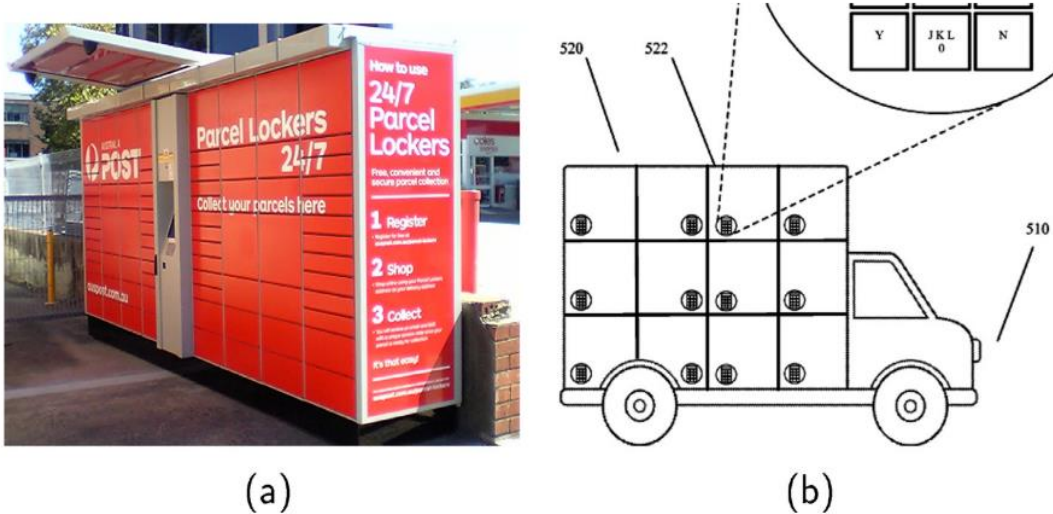 AUSTRALIA
POST
Parcel Lockers
24/7
Collect your parcels here
auspost.com.au
How to use
24/7
Parcel
Lockers
Free, convenient and
secure parcel collection
1 Register
2 Shop
3 Collect
It's that easy!
Coles
(a)
520
522
Y
JKL
0
N
510
(b)